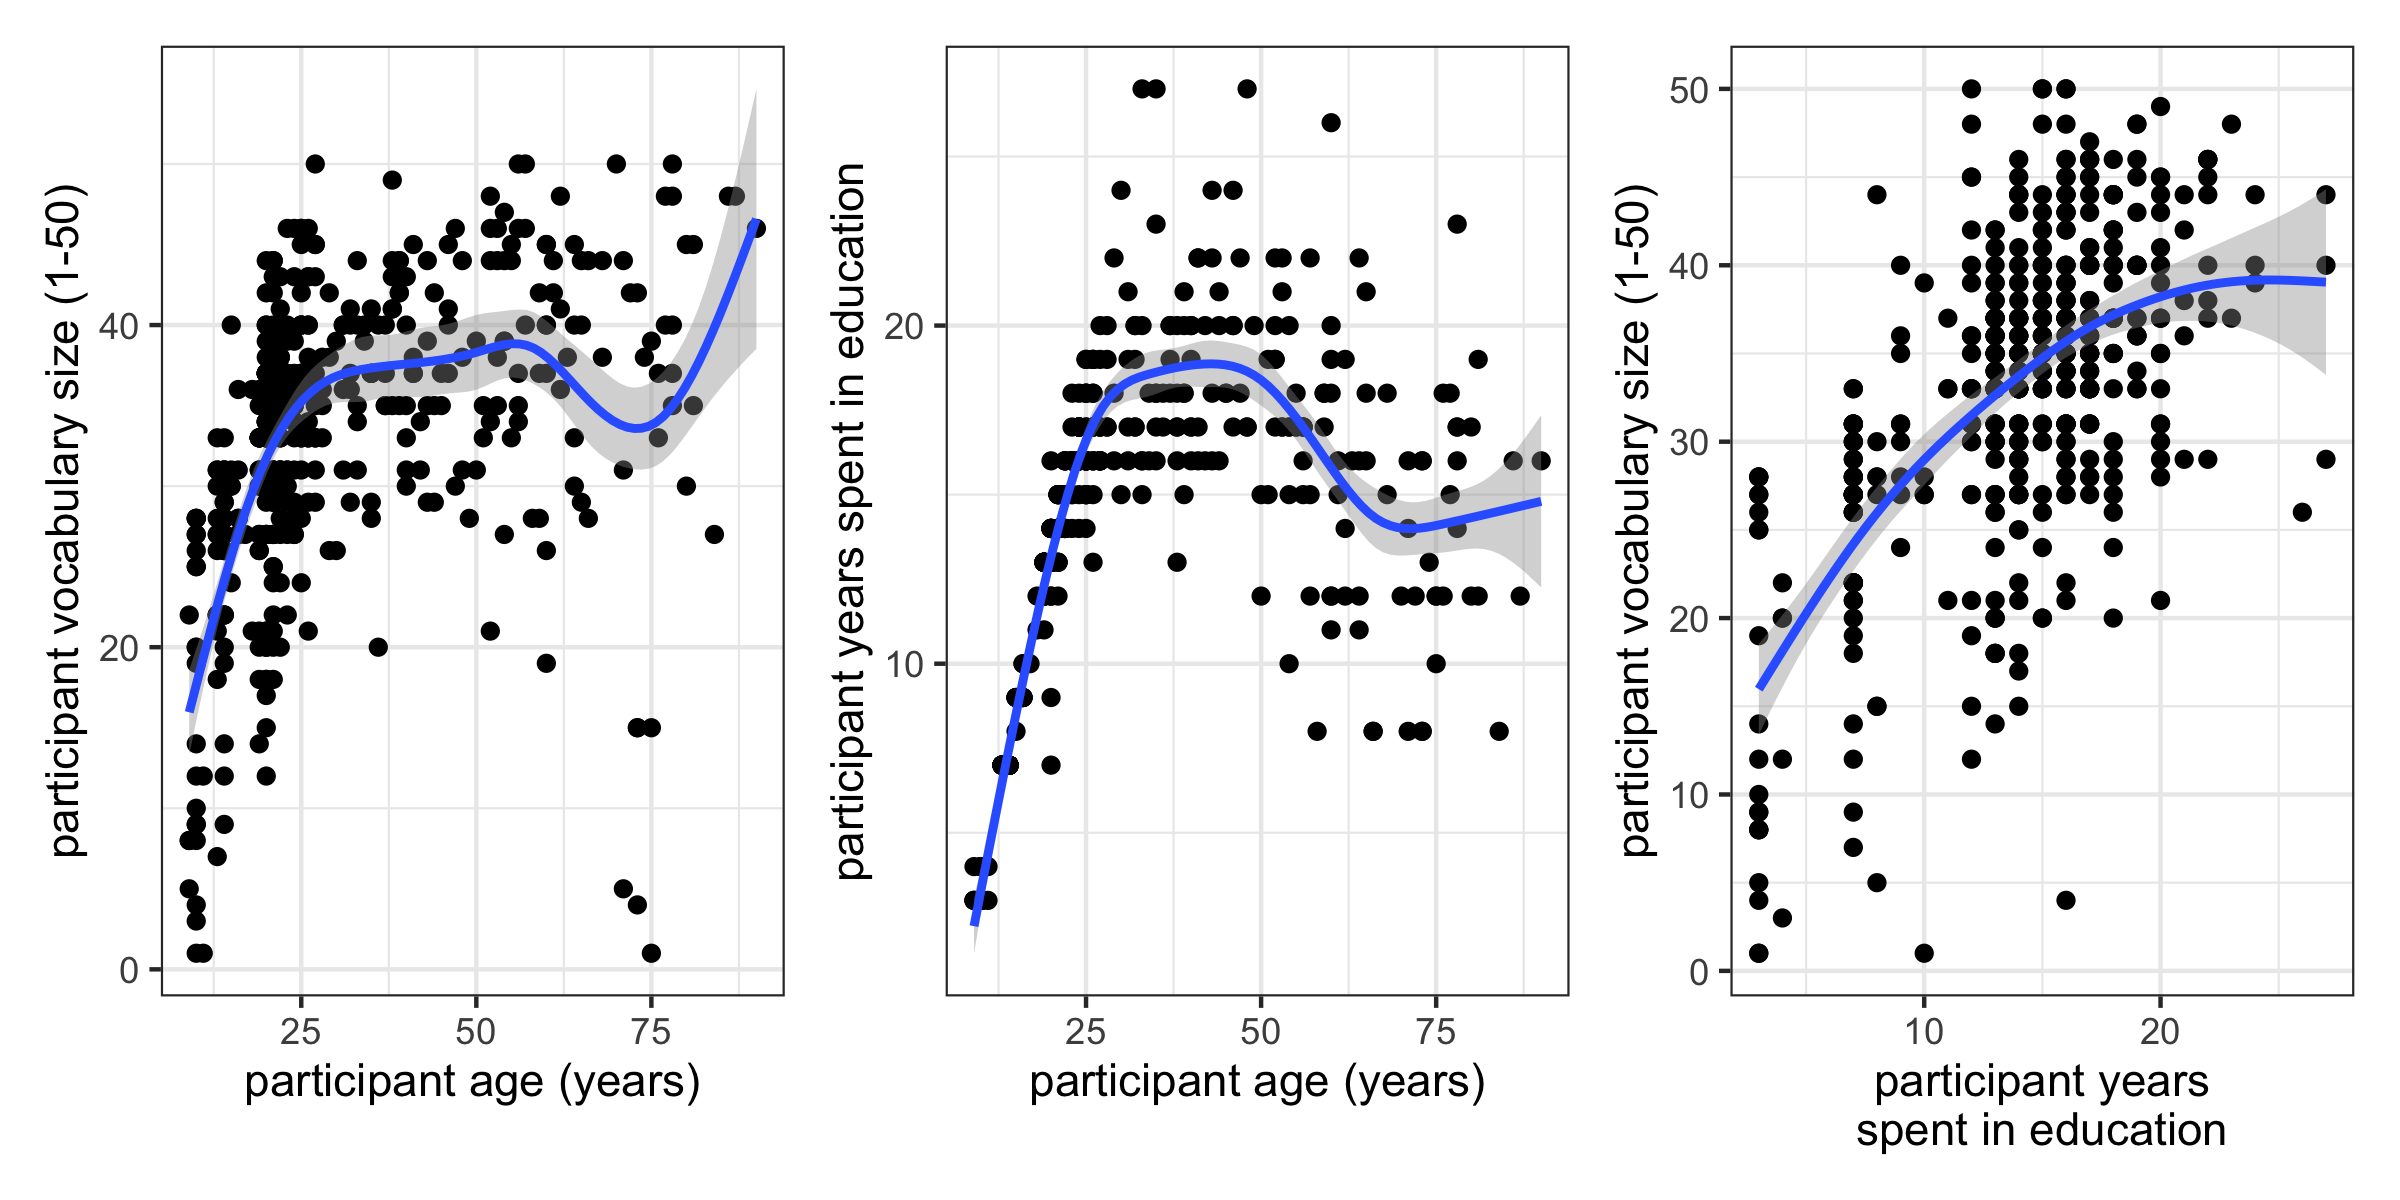 participant vocabulary size (1-50)
40
20
0
25 50 75
participant age (years)
participant years spent in education
20
10
25 50 75
participant age (years)
participant vocabulary size (1-50)
50
40
30
20
10
0
10 20
participant years
spent in education